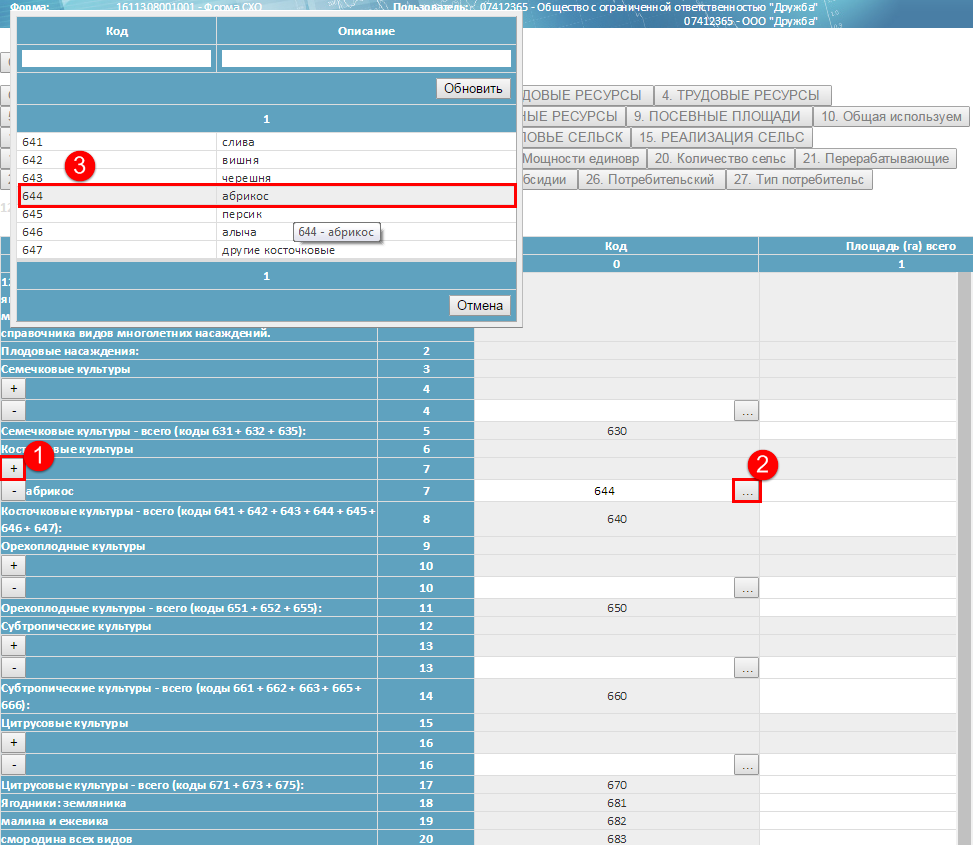 Форма: 1611308001001 - Форма СХО Пользователь: 07412365 - Общество с ограниченной ответственностью "Дружба"
07412365 - ООО "Дружба"
Код Описание
Обновить
1
641 слива
642 вишня
3
643 черешня
644 абрикос
645 персик
646 алыча
644 - абрикос
647 другие косточковые
1
Отмена
ДОВЫЕ РЕСУРСЫ 4. ТРУДОВЫЕ РЕСУРСЫ
НЫЕ РЕСУРСЫ 9. ПОСЕВНЫЕ ПЛОЩАДИ 10. Общая используем
ЛОВЬЕ СЕЛЬСК 15. РЕАЛИЗАЦИЯ СЕЛЬС
Мощности единовр 20. Количество сельс 21. Перерабатывающие
бсидии 26. Потребительский 27. Тип потребительс
Код Площадь (га) всего
0 1
справочника видов многолетних насаждений.
Плодовые насаждения: 2
Семечковые культуры 3
+ 4
- 4 ...
Семечковые культуры - всего (коды 631 + 632 + 635): 5 630
1
Косточковые культуры 6
+ 7
2
- абрикос 7 644 ...
Косточковые культуры - всего (коды 641 + 642 + 643 + 644 + 645 +
646 + 647): 8 640
Орехоплодные культуры 9
+ 10
- 10 ...
Орехоплодные культуры - всего (коды 651 + 652 + 655): 11 650
Субтропические культуры 12
+ 13
- 13 ...
Субтропические культуры - всего (коды 661 + 662 + 663 + 665 +
666): 14 660
Цитрусовые культуры 15
+ 16
- 16 ...
Цитрусовые культуры - всего (коды 671 + 673 + 675): 17 670
Ягодники: земляника 18 681
малина и ежевика 19 682
смородина всех видов 20 683